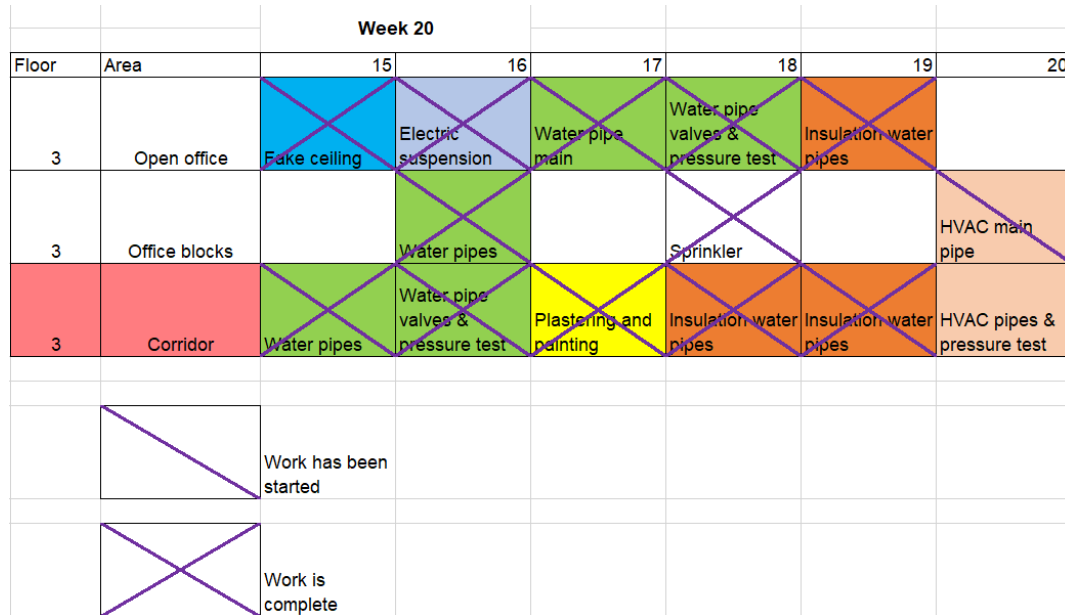 Week 20
Floor Area 15 16 17 18 19 20
3 Open office Fake ceiling
Electric
suspension
Water pipe
main
Water pipe
valves &
pressure test
Insulation water
pipes
3 Office blocks Water pipes
Sprinkler
HVAC main
pipe
3 Corridor Water pipes
Water pipe
valves &
pressure test
Plastering and
painting
Insulation water
pipes
Insulation water
pipes
HVAC pipes &
pressure test
Work has been
started
Work is
complete